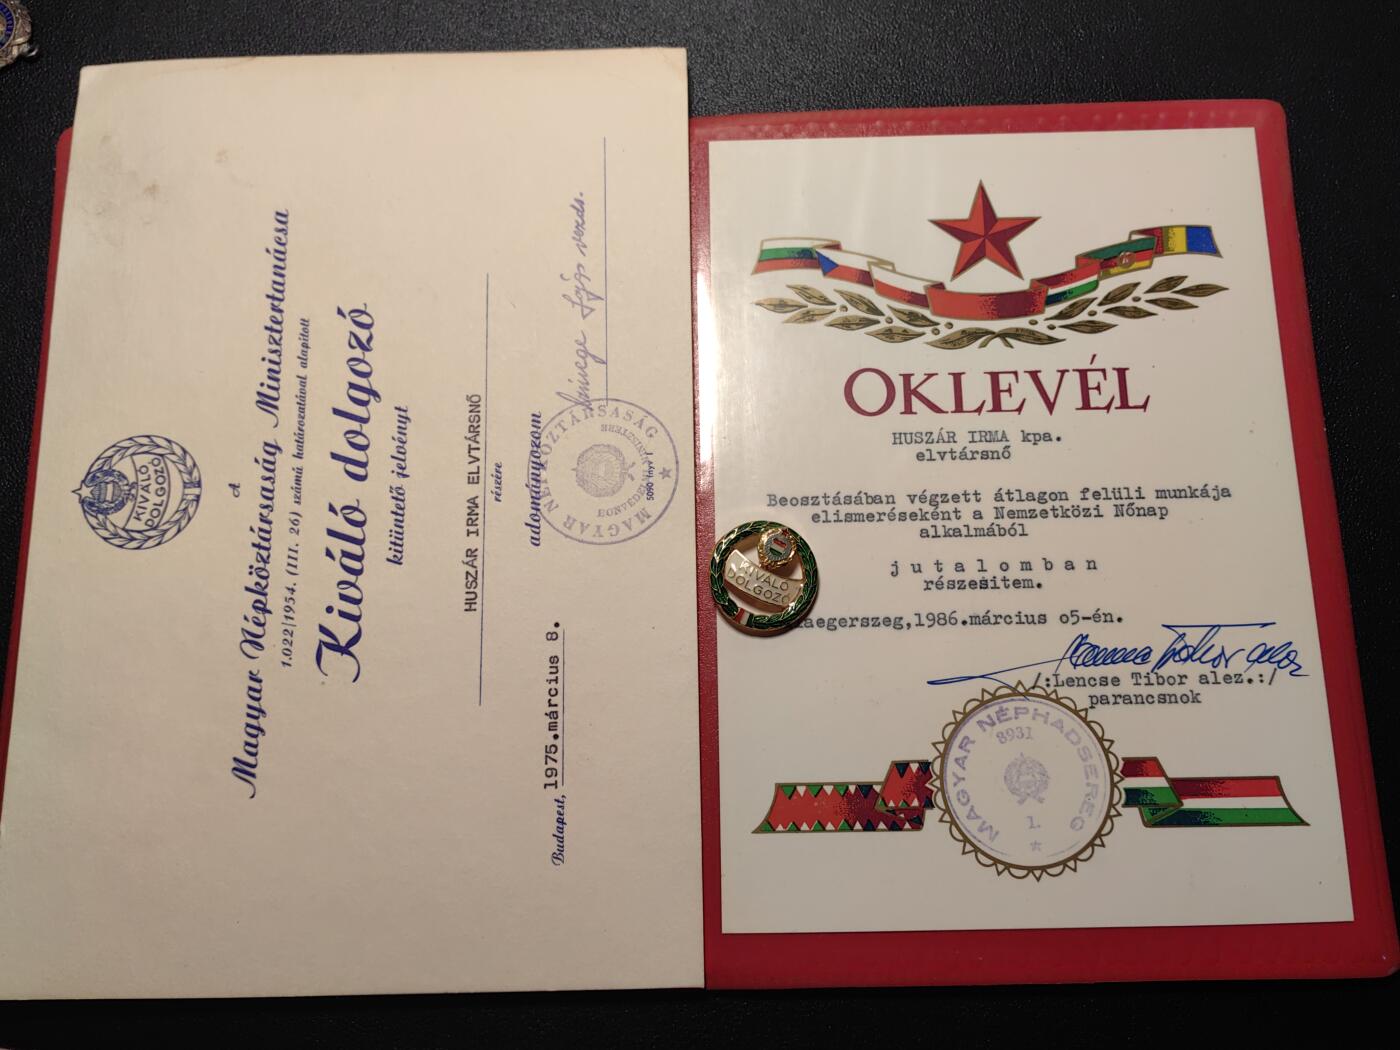 KIVÁLÓ
DOLGOZÓ
A
Magyar Népköztársaság Minisztertanácsa
1.022/1954. (III. 26) számú határozatával alapított
Kiváló dolgozó
kitüntető jelvényt
HUSZÁR IRMA ELVTÁRSNŐ
részére
adományozom
Budapest, 1975.március 8.
MAGYAR NÉPKÖZTÁRSASÁG
HONVÉDELMI MINISZTERE
OKLEVÉL
HUSZÁR IRMA kpa.
elvtársnő
Beosztásában végzett átlagon felüli munkája
elismeréseként a Nemzetközi Nőnap
alkalmából
jutalomban
részesitem.
aegerszeg,1986.március o5-én.
/:Lencse Tibor alez.:/
parancsnok
MAGYAR NÉPHADSEREG
8931
1.
KIVÁLÓ
DOLGOZÓ